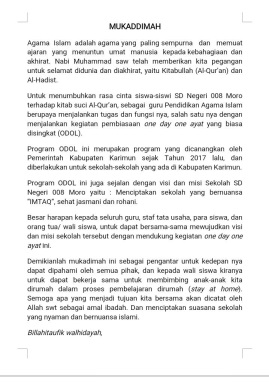 MUKADDIMAH
Agama Islam adalah agama yang paling sempurna dan memuat
ajaran yang menuntun umat manusia kepada kebahagiaan dan
akhirat. Nabi Muhammad saw telah memberikan kita pegangan
untuk selamat didunia dan diakhirat, yaitu Kitabullah (Al-Qur'an) dan
Al-Hadist.
Untuk menumbuhkan rasa cinta siswa-siswi SD Negeri 008 Moro
terhadap kitab suci Al-Qur'an, sebagai guru Pendidikan Agama Islam
berupaya menjalankan tugas dan fungsi nya, salah satu nya dengan
menjalankan kegiatan pembiasaan one day one ayat yang biasa
disingkat (ODOL).
Program ODOL ini merupakan program yang dicanangkan oleh
Pemerintah Kabupaten Karimun sejak Tahun 2017 lalu, dan
diberlakukan untuk sekolah-sekolah yang ada di Kabupaten Karimun.
Program ODOL ini juga sejalan dengan visi dan misi Sekolah SD
Negeri 008 Moro yaitu : Menciptakan sekolah yang bernuansa
"IMTAQ", sehat jasmani dan rohani.
Besar harapan kepada seluruh guru, staf tata usaha, para siswa, dan
orang tua/ wali siswa, untuk dapat bersama-sama mewujudkan visi
dan misi sekolah tersebut dengan mendukung kegiatan one day one
ayat ini.
Demikianlah mukadimah ini sebagai pengantar untuk kedepan nya
dapat dipahami oleh semua pihak, dan kepada wali siswa kiranya
untuk dapat bekerja sama untuk membimbing anak-anak kita
dirumah dalam proses pembelajaran dirumah (stay at home).
Semoga apa yang menjadi tujuan kita bersama akan dicatat oleh
Allah swt sebagai amal ibadah. Dan menciptakan suasana sekolah
yang nyaman dan bernuansa islami.
Billahitaufik walhidayah,